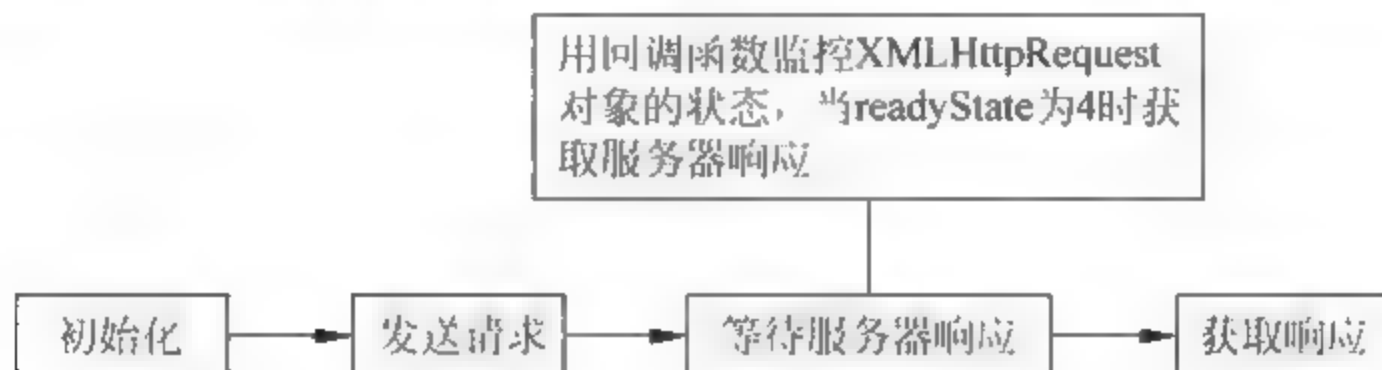 用回调函数监控XMLHttpRequest
对象的状态，当readyState为4时获
取服务器响应
初始化
发送请求
等待服务器响应
获取响应